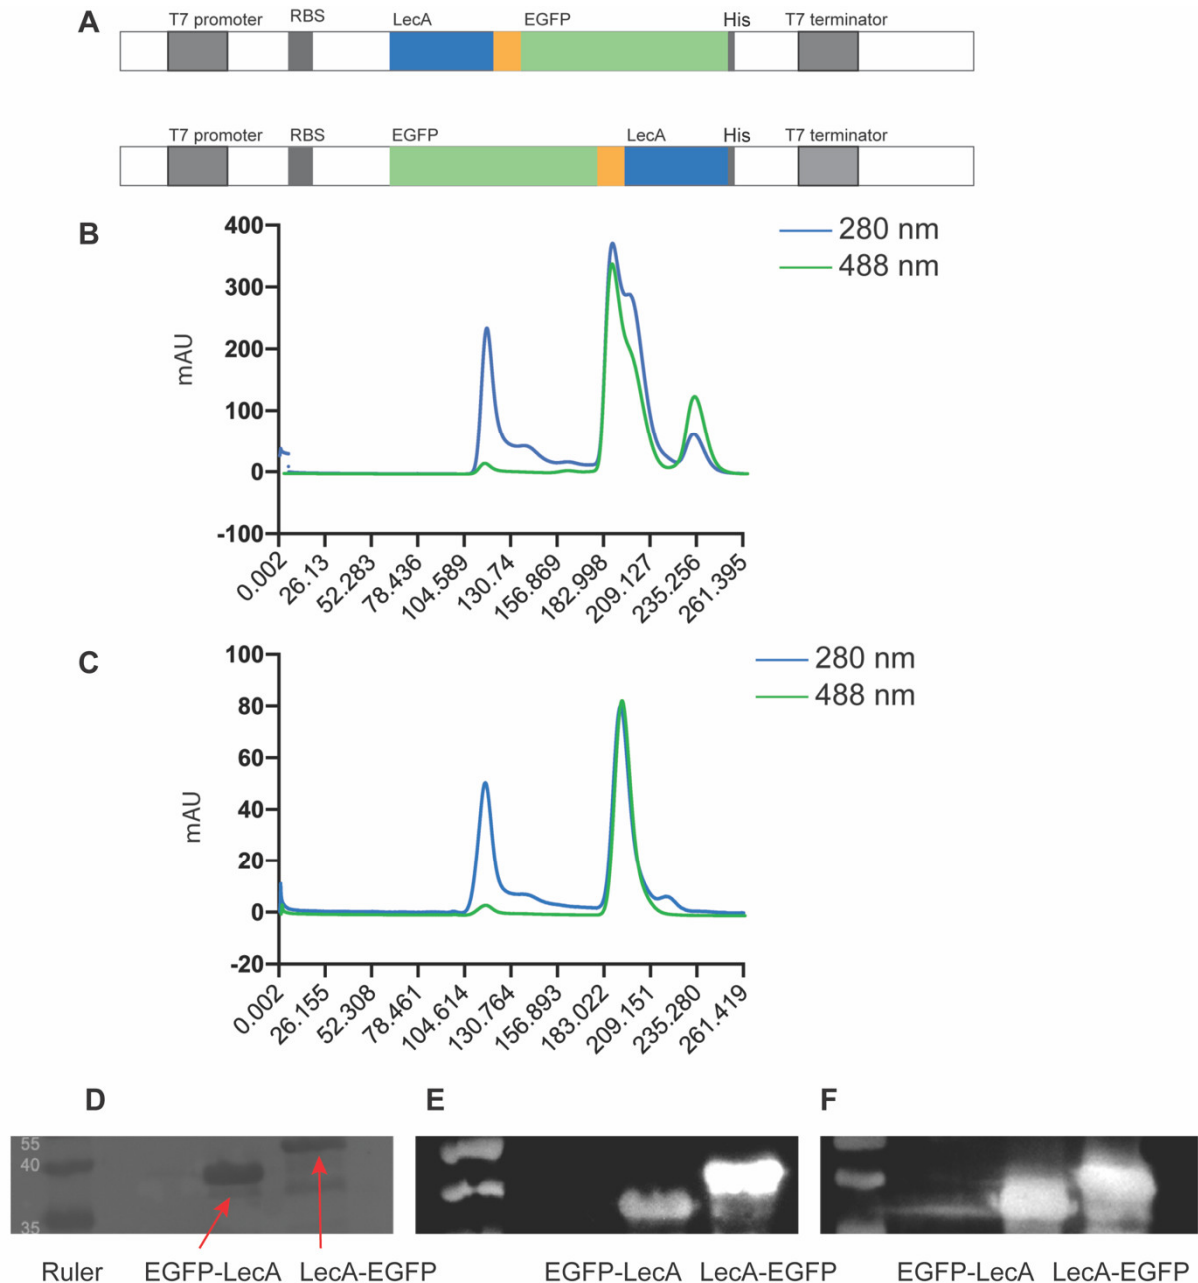 A
T7 promoter RBS LecA EGFP His T7 terminator
T7 promoter RBS EGFP LecA His T7 terminator
B
400
300
200
100
0
-100
mAU
280 nm
488 nm
0.002 26.13 52.283 78.436 104.589 130.74 156.869 182.998 209.127 235.256 261.395
C
100
80
60
40
20
0
-20
mAU
280 nm
488 nm
0.002 26.155 52.308 78.461 104.614 130.764 156.893 183.022 209.151 235.280 261.419
D E F
55
40
35
Ruler EGFP-LecA LecA-EGFP EGFP-LecA LecA-EGFP EGFP-LecA LecA-EGFP